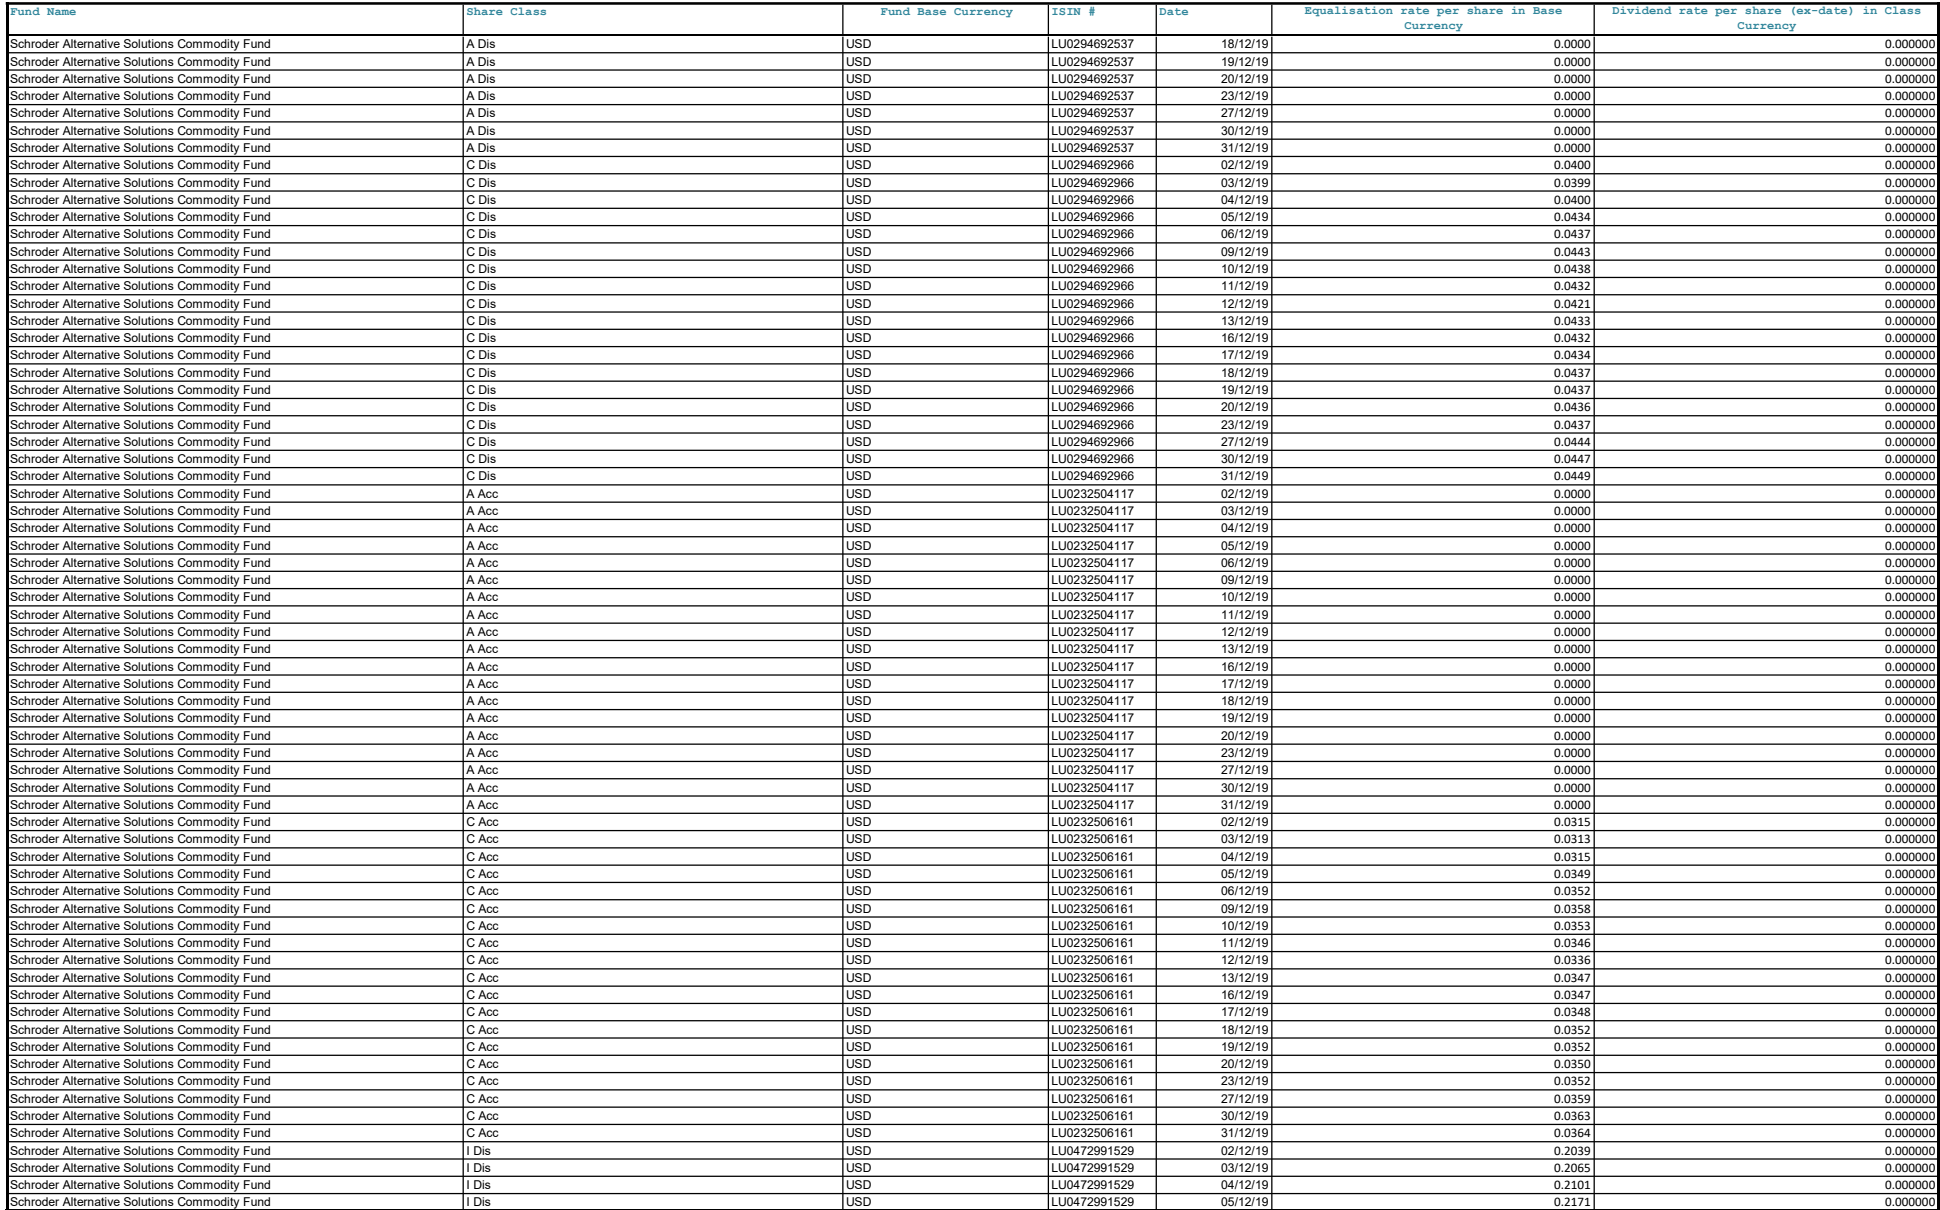 Fund Name Share Class Fund Base Currency ISIN # Date Equalisation rate per share in Base Currency Dividend rate per share (ex-date) in Class Currency
Schroder Alternative Solutions Commodity Fund A Dis USD LU0294692537 18/12/19 0.0000 0.000000
Schroder Alternative Solutions Commodity Fund A Dis USD LU0294692537 19/12/19 0.0000 0.000000
Schroder Alternative Solutions Commodity Fund A Dis USD LU0294692537 20/12/19 0.0000 0.000000
Schroder Alternative Solutions Commodity Fund A Dis USD LU0294692537 23/12/19 0.0000 0.000000
Schroder Alternative Solutions Commodity Fund A Dis USD LU0294692537 27/12/19 0.0000 0.000000
Schroder Alternative Solutions Commodity Fund A Dis USD LU0294692537 30/12/19 0.0000 0.000000
Schroder Alternative Solutions Commodity Fund A Dis USD LU0294692537 31/12/19 0.0000 0.000000
Schroder Alternative Solutions Commodity Fund C Dis USD LU0294692966 02/12/19 0.0400 0.000000
Schroder Alternative Solutions Commodity Fund C Dis USD LU0294692966 03/12/19 0.0399 0.000000
Schroder Alternative Solutions Commodity Fund C Dis USD LU0294692966 04/12/19 0.0400 0.000000
Schroder Alternative Solutions Commodity Fund C Dis USD LU0294692966 05/12/19 0.0434 0.000000
Schroder Alternative Solutions Commodity Fund C Dis USD LU0294692966 06/12/19 0.0437 0.000000
Schroder Alternative Solutions Commodity Fund C Dis USD LU0294692966 09/12/19 0.0443 0.000000
Schroder Alternative Solutions Commodity Fund C Dis USD LU0294692966 10/12/19 0.0438 0.000000
Schroder Alternative Solutions Commodity Fund C Dis USD LU0294692966 11/12/19 0.0432 0.000000
Schroder Alternative Solutions Commodity Fund C Dis USD LU0294692966 12/12/19 0.0421 0.000000
Schroder Alternative Solutions Commodity Fund C Dis USD LU0294692966 13/12/19 0.0433 0.000000
Schroder Alternative Solutions Commodity Fund C Dis USD LU0294692966 16/12/19 0.0432 0.000000
Schroder Alternative Solutions Commodity Fund C Dis USD LU0294692966 17/12/19 0.0434 0.000000
Schroder Alternative Solutions Commodity Fund C Dis USD LU0294692966 18/12/19 0.0437 0.000000
Schroder Alternative Solutions Commodity Fund C Dis USD LU0294692966 19/12/19 0.0437 0.000000
Schroder Alternative Solutions Commodity Fund C Dis USD LU0294692966 20/12/19 0.0436 0.000000
Schroder Alternative Solutions Commodity Fund C Dis USD LU0294692966 23/12/19 0.0437 0.000000
Schroder Alternative Solutions Commodity Fund C Dis USD LU0294692966 27/12/19 0.0444 0.000000
Schroder Alternative Solutions Commodity Fund C Dis USD LU0294692966 30/12/19 0.0447 0.000000
Schroder Alternative Solutions Commodity Fund C Dis USD LU0294692966 31/12/19 0.0449 0.000000
Schroder Alternative Solutions Commodity Fund A Acc USD LU0232504117 02/12/19 0.0000 0.000000
Schroder Alternative Solutions Commodity Fund A Acc USD LU0232504117 03/12/19 0.0000 0.000000
Schroder Alternative Solutions Commodity Fund A Acc USD LU0232504117 04/12/19 0.0000 0.000000
Schroder Alternative Solutions Commodity Fund A Acc USD LU0232504117 05/12/19 0.0000 0.000000
Schroder Alternative Solutions Commodity Fund A Acc USD LU0232504117 06/12/19 0.0000 0.000000
Schroder Alternative Solutions Commodity Fund A Acc USD LU0232504117 09/12/19 0.0000 0.000000
Schroder Alternative Solutions Commodity Fund A Acc USD LU0232504117 10/12/19 0.0000 0.000000
Schroder Alternative Solutions Commodity Fund A Acc USD LU0232504117 11/12/19 0.0000 0.000000
Schroder Alternative Solutions Commodity Fund A Acc USD LU0232504117 12/12/19 0.0000 0.000000
Schroder Alternative Solutions Commodity Fund A Acc USD LU0232504117 13/12/19 0.0000 0.000000
Schroder Alternative Solutions Commodity Fund A Acc USD LU0232504117 16/12/19 0.0000 0.000000
Schroder Alternative Solutions Commodity Fund A Acc USD LU0232504117 17/12/19 0.0000 0.000000
Schroder Alternative Solutions Commodity Fund A Acc USD LU0232504117 18/12/19 0.0000 0.000000
Schroder Alternative Solutions Commodity Fund A Acc USD LU0232504117 19/12/19 0.0000 0.000000
Schroder Alternative Solutions Commodity Fund A Acc USD LU0232504117 20/12/19 0.0000 0.000000
Schroder Alternative Solutions Commodity Fund A Acc USD LU0232504117 23/12/19 0.0000 0.000000
Schroder Alternative Solutions Commodity Fund A Acc USD LU0232504117 27/12/19 0.0000 0.000000
Schroder Alternative Solutions Commodity Fund A Acc USD LU0232504117 30/12/19 0.0000 0.000000
Schroder Alternative Solutions Commodity Fund A Acc USD LU0232504117 31/12/19 0.0000 0.000000
Schroder Alternative Solutions Commodity Fund C Acc USD LU0232506161 02/12/19 0.0315 0.000000
Schroder Alternative Solutions Commodity Fund C Acc USD LU0232506161 03/12/19 0.0313 0.000000
Schroder Alternative Solutions Commodity Fund C Acc USD LU0232506161 04/12/19 0.0315 0.000000
Schroder Alternative Solutions Commodity Fund C Acc USD LU0232506161 05/12/19 0.0349 0.000000
Schroder Alternative Solutions Commodity Fund C Acc USD LU0232506161 06/12/19 0.0352 0.000000
Schroder Alternative Solutions Commodity Fund C Acc USD LU0232506161 09/12/19 0.0358 0.000000
Schroder Alternative Solutions Commodity Fund C Acc USD LU0232506161 10/12/19 0.0353 0.000000
Schroder Alternative Solutions Commodity Fund C Acc USD LU0232506161 11/12/19 0.0346 0.000000
Schroder Alternative Solutions Commodity Fund C Acc USD LU0232506161 12/12/19 0.0336 0.000000
Schroder Alternative Solutions Commodity Fund C Acc USD LU0232506161 13/12/19 0.0347 0.000000
Schroder Alternative Solutions Commodity Fund C Acc USD LU0232506161 16/12/19 0.0347 0.000000
Schroder Alternative Solutions Commodity Fund C Acc USD LU0232506161 17/12/19 0.0348 0.000000
Schroder Alternative Solutions Commodity Fund C Acc USD LU0232506161 18/12/19 0.0352 0.000000
Schroder Alternative Solutions Commodity Fund C Acc USD LU0232506161 19/12/19 0.0352 0.000000
Schroder Alternative Solutions Commodity Fund C Acc USD LU0232506161 20/12/19 0.0350 0.000000
Schroder Alternative Solutions Commodity Fund C Acc USD LU0232506161 23/12/19 0.0352 0.000000
Schroder Alternative Solutions Commodity Fund C Acc USD LU0232506161 27/12/19 0.0359 0.000000
Schroder Alternative Solutions Commodity Fund C Acc USD LU0232506161 30/12/19 0.0363 0.000000
Schroder Alternative Solutions Commodity Fund C Acc USD LU0232506161 31/12/19 0.0364 0.000000
Schroder Alternative Solutions Commodity Fund I Dis USD LU0472991529 02/12/19 0.2039 0.000000
Schroder Alternative Solutions Commodity Fund I Dis USD LU0472991529 03/12/19 0.2065 0.000000
Schroder Alternative Solutions Commodity Fund I Dis USD LU0472991529 04/12/19 0.2101 0.000000
Schroder Alternative Solutions Commodity Fund I Dis USD LU0472991529 05/12/19 0.2171 0.000000